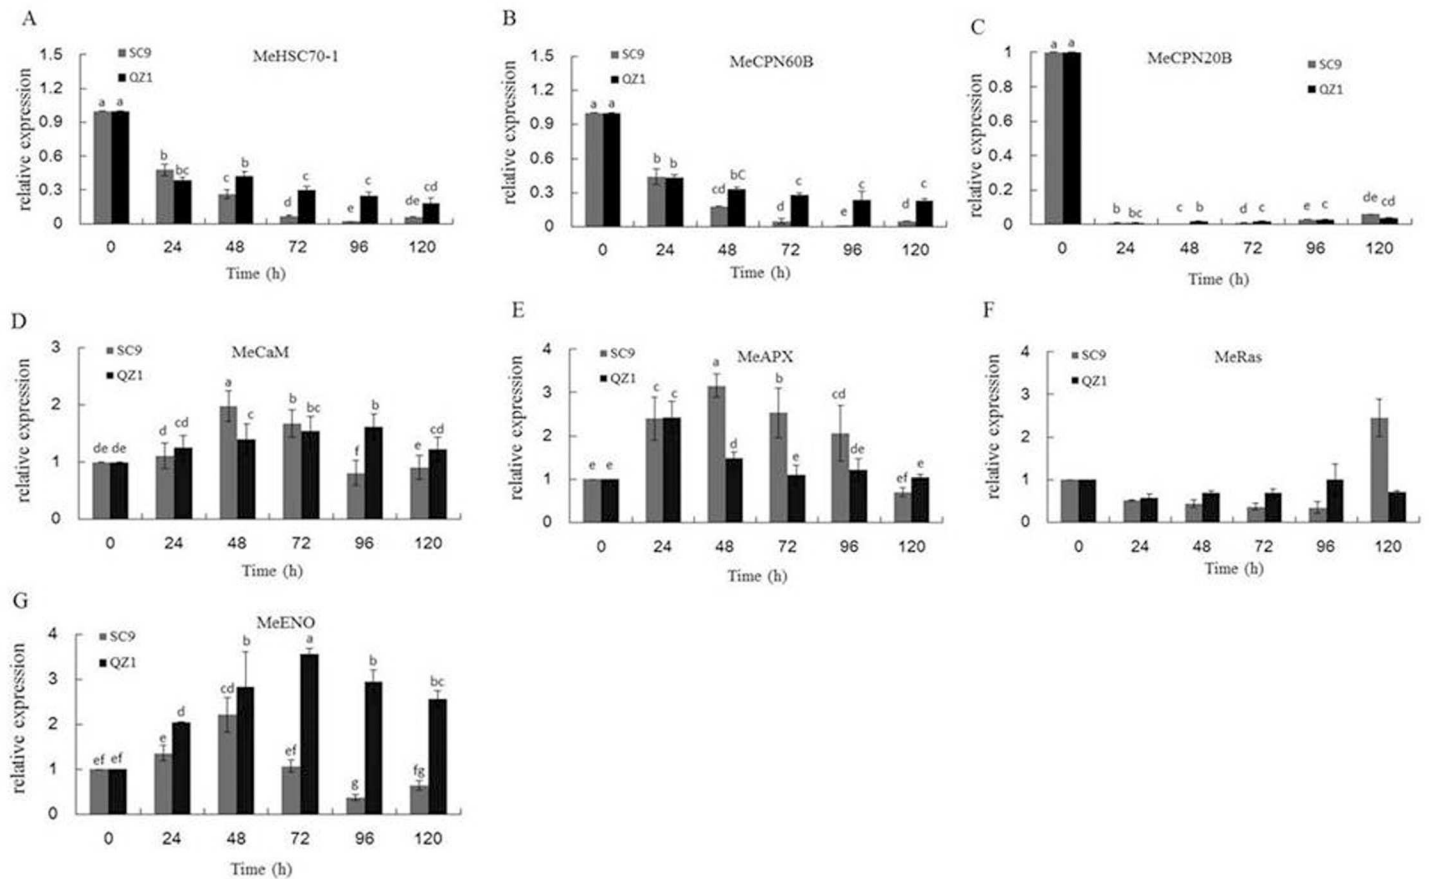 A
MeHSC70-1
SC9
QZ1
relative expression
1.5
1.2
0.9
0.6
0.3
0
a a
b bc
c b
d c
e c
de cd
0 24 48 72 96 120
Time (h)
B
MeCPN60B
SC9
QZ1
relative expression
1.5
1.2
0.9
0.6
0.3
0
a a
b b
cd bC
d c
e c
d c
0 24 48 72 96 120
Time (h)
C
MeCPN20B
SC9
QZ1
relative expression
1
0.8
0.6
0.4
0.2
0
a a
b bc
c b
d c
e c
de cd
0 24 48 72 96 120
Time (h)
D
MeCaM
SC9
QZ1
relative expression
3
2
1
0
de de
d cd
a c
b bc
f b
e cd
0 24 48 72 96 120
Time (h)
E
MeAPX
SC9
QZ1
relative expression
4
3
2
1
0
e e
c c
a d
b e
cd de
ef e
0 24 48 72 96 120
Time (h)
F
MeRas
SC9
QZ1
relative expression
4
3
2
1
0
0 24 48 72 96 120
Time (h)
G
MeENO
SC9
QZ1
relative expression
4
3
2
1
0
ef ef
e d
cd b
ef a
g b
fg bc
0 24 48 72 96 120
Time (h)